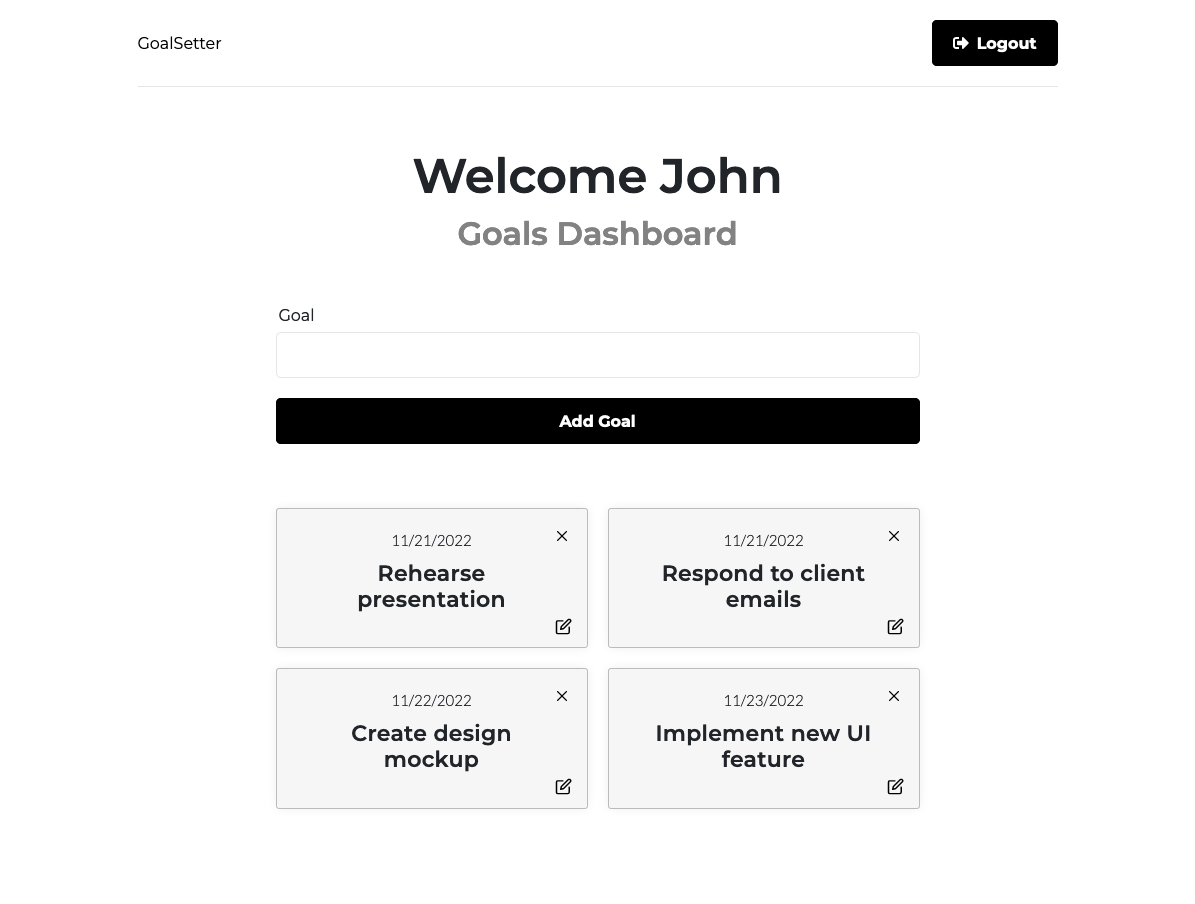 GoalSetter
Logout
Welcome John
Goals Dashboard
Goal
Add Goal
11/21/2022
Rehearse
presentation
11/21/2022
Respond to client
emails
11/22/2022
Create design
mockup
11/23/2022
Implement new UI
feature